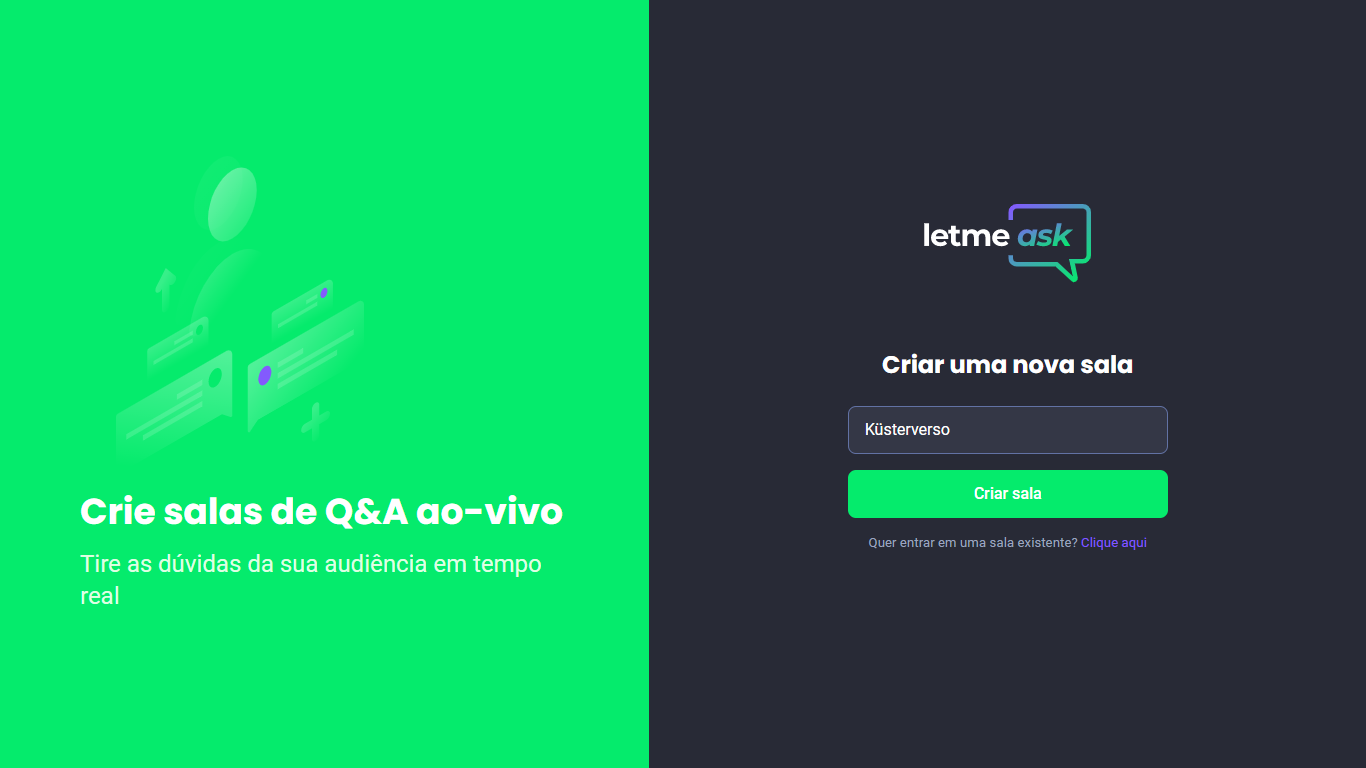 Crie salas de Q&A ao-vivo
Tire as dúvidas da sua audiência em tempo
real
letme ask
Criar uma nova sala
Küsterverso
Criar sala
Quer entrar em uma sala existente? Clique aqui